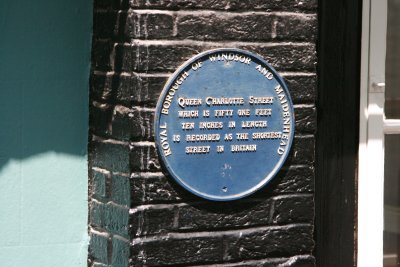 ROYAL BOROUGH OF WINDSOR AND MAIDENHEAD
QUEEN CHARLOTTE STREET
WHICH IS FIFTY ONE FEET
TEN INCHES IN LENGTH
IS RECORDED AS THE SHORTEST
STREET IN BRITAIN